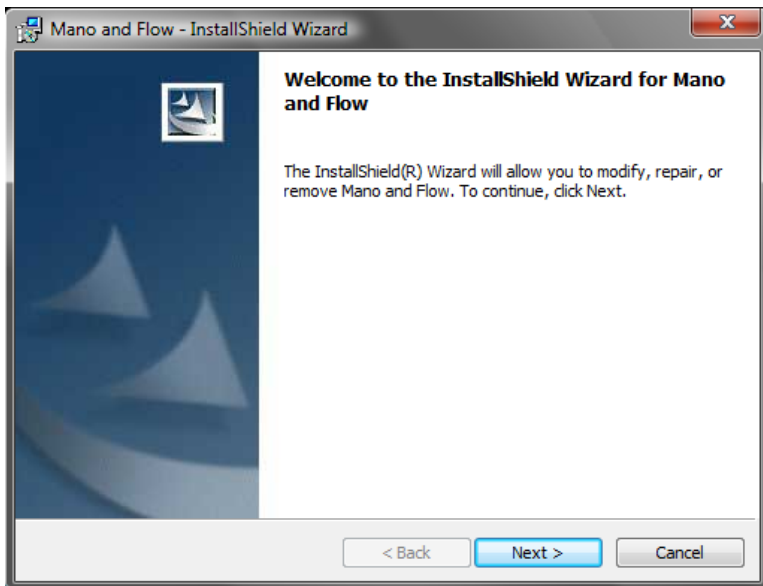 Mano and Flow - InstallShield Wizard
Welcome to the InstallShield Wizard for Mano
and Flow
The InstallShield(R) Wizard will allow you to modify, repair, or
remove Mano and Flow. To continue, click Next.
< Back Next > Cancel